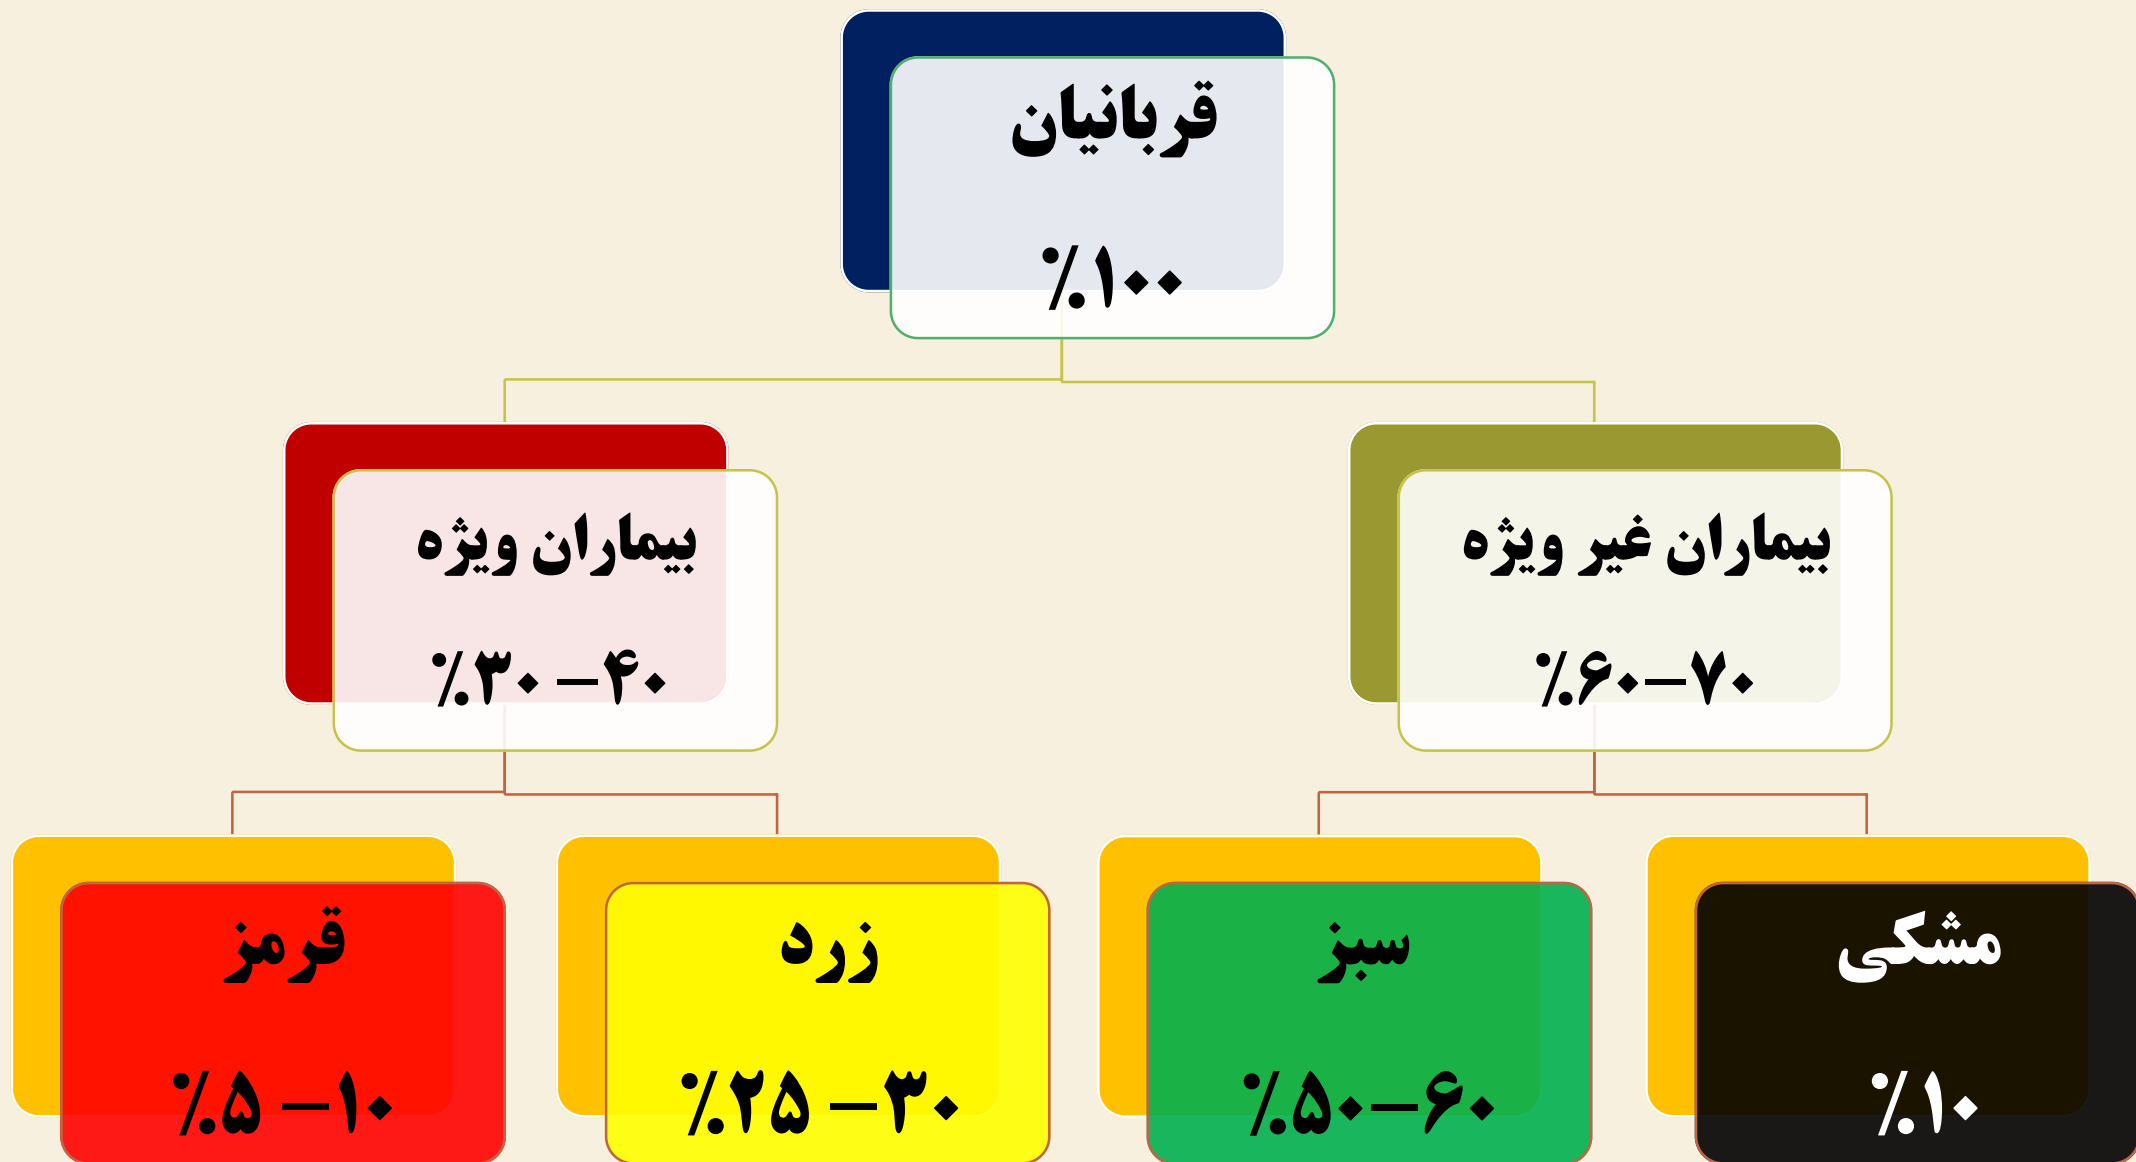 قربانیان
٪۱۰۰
بیماران غیر ویژه
٪۶۰–۷۰
بیماران ویژه
٪۳۰ –۴۰
مشکی
٪۱۰
سبز
٪۵۰–۶۰
زرد
٪۲۵ –۳۰
قرمز
٪۵ –۱۰